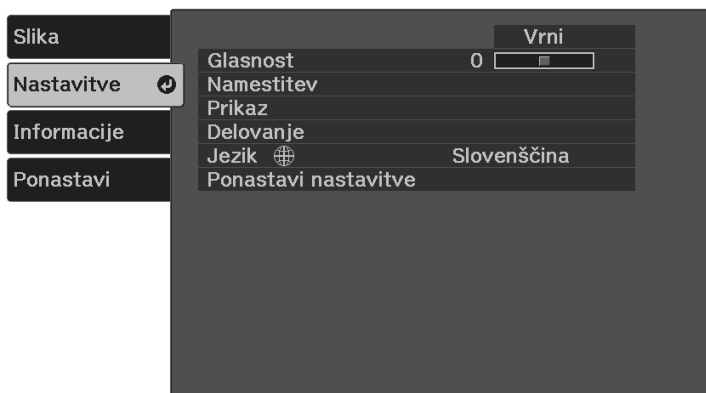 Slika
Nastavitve
Informacije
Ponastavi
Vrni
Glasnost 0
Namestitev
Prikaz
Delovanje
Jezik Slovenščina
Ponastavi nastavitve